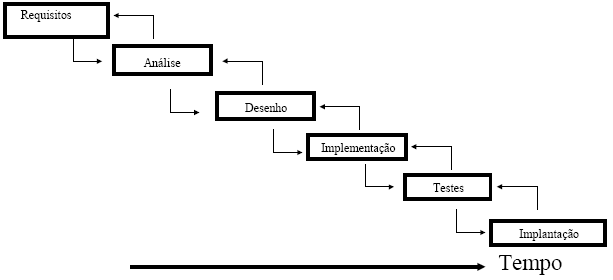 Requisitos
Análise
Desenho
Implementação
Testes
Implantação
Tempo